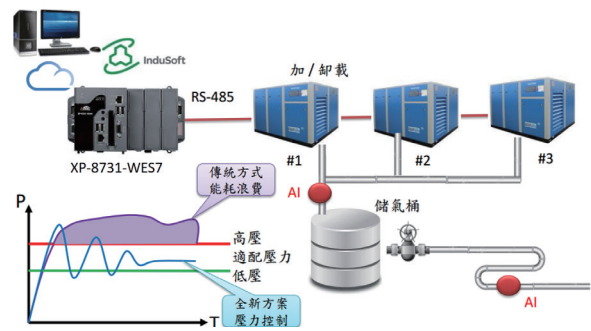 InduSoft
加/卸載
RS-485
XP-8731-WES7
#1
#2
#3
AI
傳統方式
能耗浪費
儲氣桶
P
高壓
適配壓力
低壓
全新方案
壓力控制
T
AI